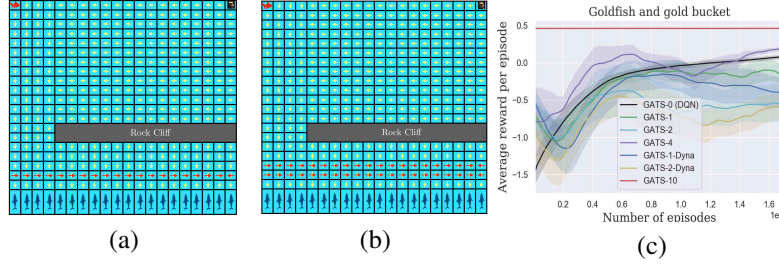 Rock Cliff
(a)
Rock Cliff
(b)
Goldfish and gold bucket
Average reward per episode
0.5
0.0
-0.5
-1.0
-1.5
GATS-0 (DQN)
GATS-1
GATS-2
GATS-4
GATS-1-Dyna
GATS-2-Dyna
GATS-10
0.2 0.4 0.6 0.8 1.0 1.2 1.4 1.6
Number of episodes
(c)